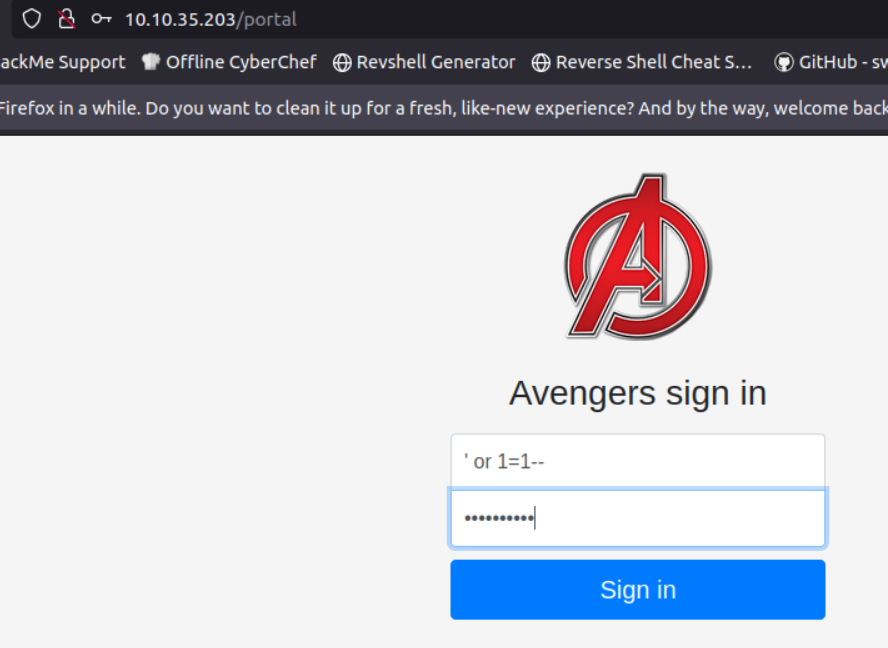 10.10.35.203/portal
ackMe Support Offline CyberChef Revshell Generator Reverse Shell Cheat S... GitHub - sw
Firefox in a while. Do you want to clean it up for a fresh, like-new experience? And by the way, welcome back
Avengers sign in
' or 1=1--
••••••••••
Sign in